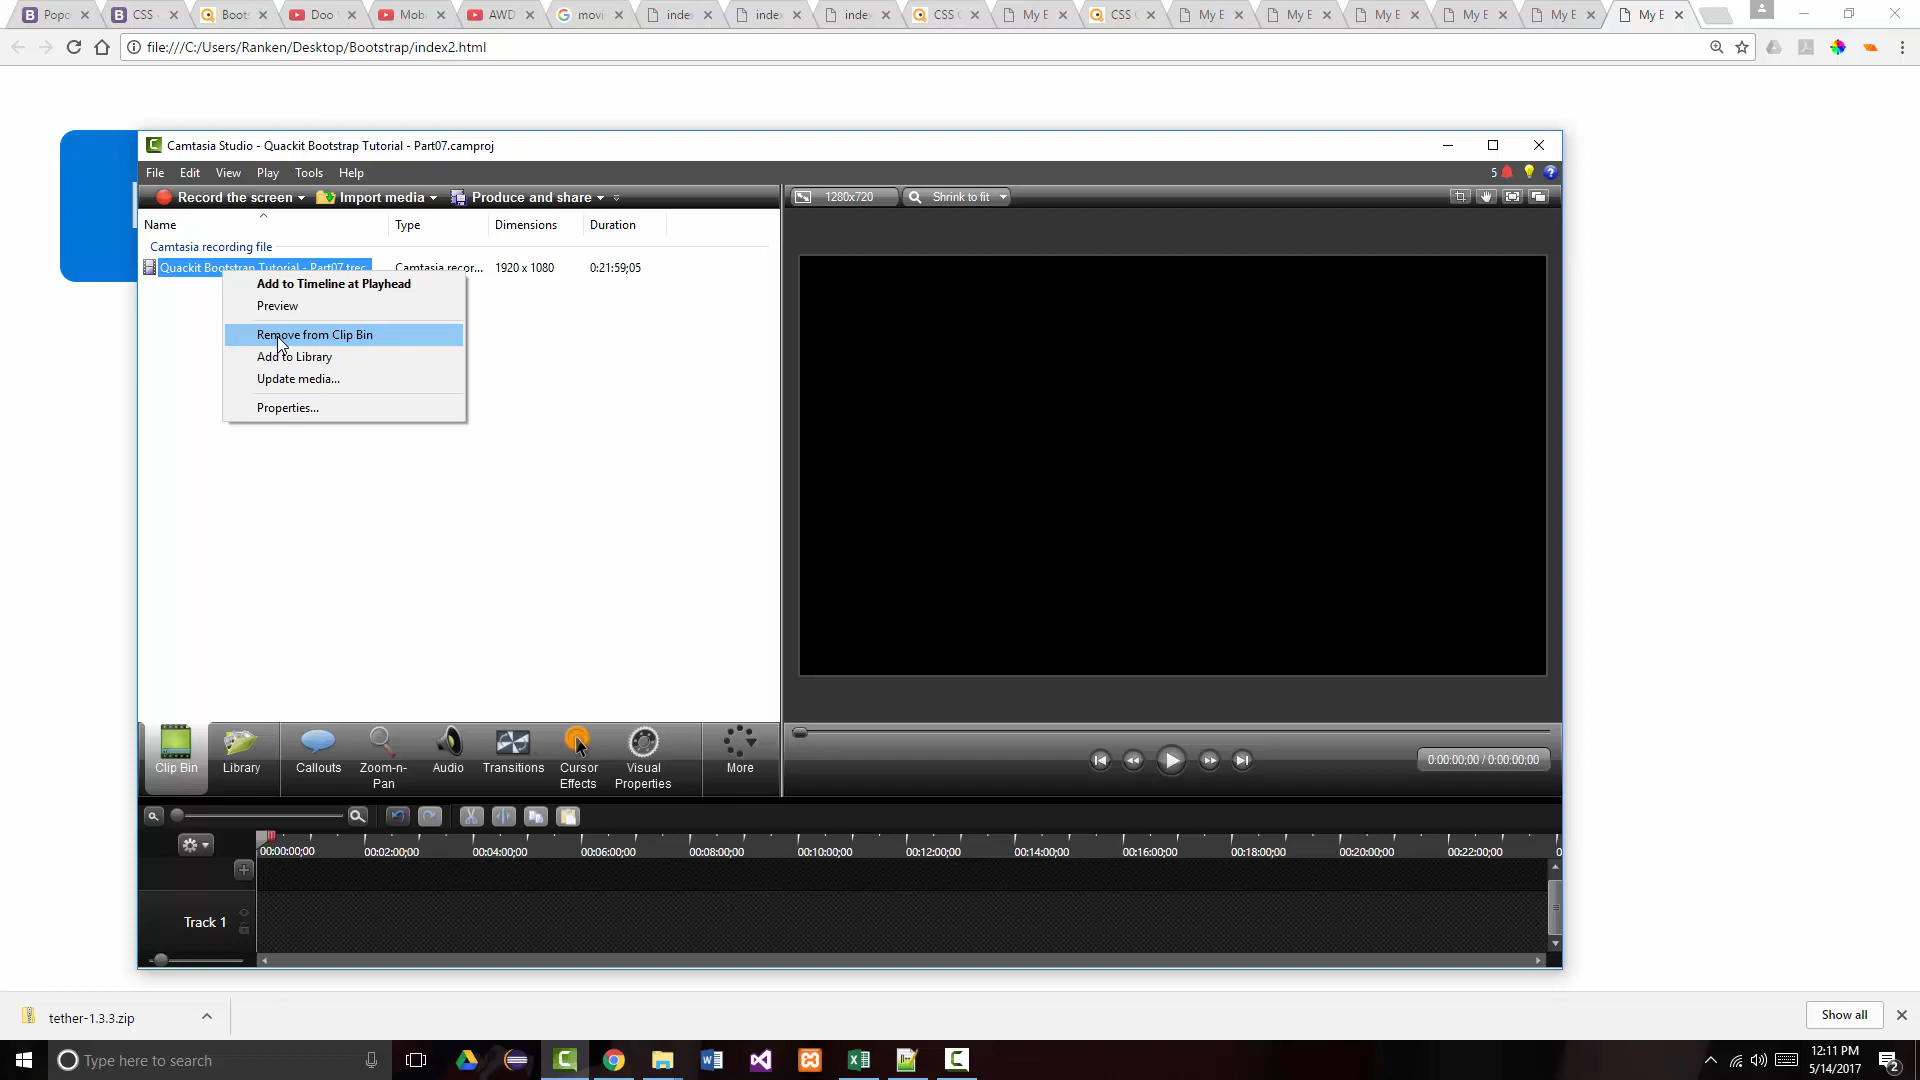 Popo
CSS
Boots
Doo
Mobi
AWD
movi
index
index
index
CSS
My E
CSS
My E
My E
My E
My E
My E
My E
file:///C:/Users/Ranken/Desktop/Bootstrap/index2.html
Camtasia Studio - Quackit Bootstrap Tutorial - Part07.camproj
File Edit View Play Tools Help
5
Record the screen
Import media
Produce and share
1280x720
Shrink to fit
Name Type Dimensions Duration
Camtasia recording file
Quackit Bootstrap Tutorial - Part07.trec Camtasia recor... 1920 x 1080 0:21:59;05
Add to Timeline at Playhead
Preview
Remove from Clip Bin
Add to Library
Update media...
Properties...
Clip Bin
Library
Callouts
Zoom-n-
Pan
Audio
Transitions
Cursor
Effects
Visual
Properties
More
0:00:00;00 / 0:00:00;00
00:00:00;00 00:02:00;00 00:04:00;00 00:06:00;00 00:08:00;00 00:10:00;00 00:12:00;00 00:14:00;00 00:16:00;00 00:18:00;00 00:20:00;00 00:22:00;00
Track 1
tether-1.3.3.zip
Show all
Type here to search
12:11 PM
5/14/2017
2